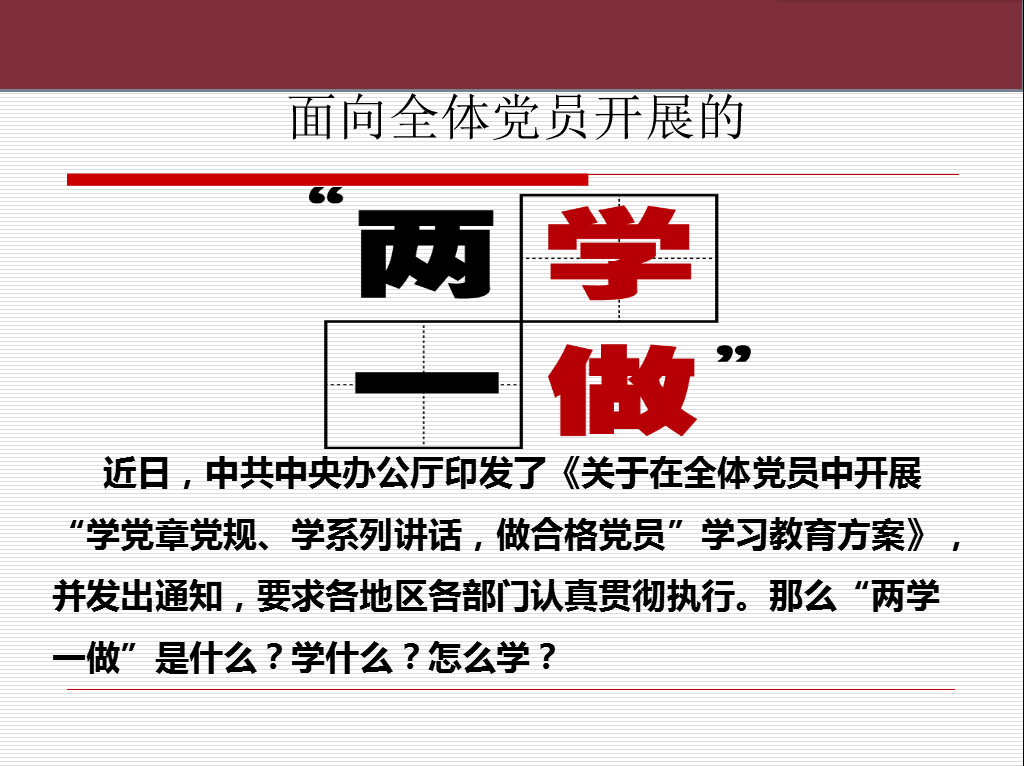 面向全体党员开展的
“两学
一做”
近日，中共中央办公厅印发了《关于在全体党员中开展
“学党章党规、学系列讲话，做合格党员”学习教育方案》，
并发出通知，要求各地区各部门认真贯彻执行。那么“两学
一做”是什么？学什么？怎么学？